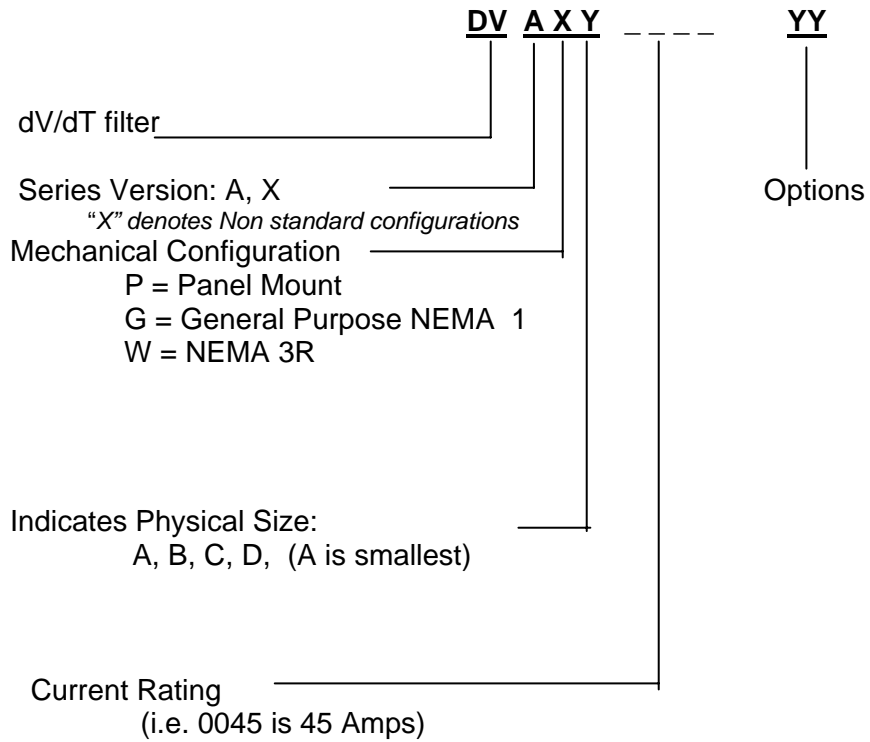 DV A X Y _ _ _ _ YY
dV/dT filter
Series Version: A, X
Options
“X” denotes Non standard configurations
Mechanical Configuration
P = Panel Mount
G = General Purpose NEMA 1
W = NEMA 3R
Indicates Physical Size:
A, B, C, D, (A is smallest)
Current Rating
(i.e. 0045 is 45 Amps)